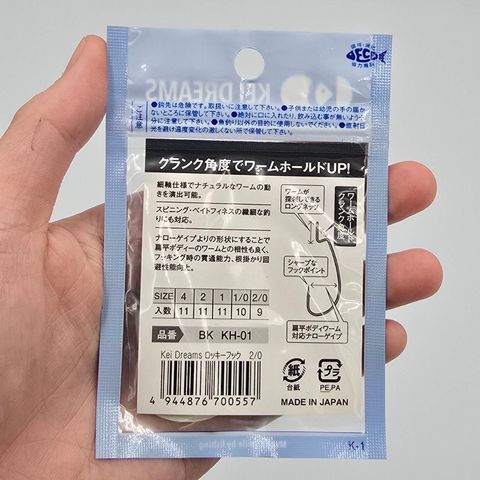 KEI DREAMS
ECO
ご注意
●鈎先は危険です。取扱いに注意して下さい。●子供または幼児の手の届か
ないところに保管して下さい。●絶対に口に入れたり、飲み込む事が無いよう十
分に注意して下さい。●魚釣り以外の目的に使用しないでください。●直射日
光を避け温度変化の激しくない所で保管して下さい。
クランク角度でワームホールドUP!
細軸仕様でナチュラルなワームの動
きを演出可能。
スピニング・ベイトフィネスの繊細な釣
りにも対応。
ナローゲイプよりの形状にすることで
扁平ボディーのワームとの相性も良く
フッキング時の貫通能力、根掛かり回
避性能向上。
ワームが
ロングネック
ワームホールド
クランク角度
シャープな
フックポイント
扁平ボディワーム
対応ナローゲイプ
SIZE 4 2 1 1/0 2/0
入数 11 11 11 10 9
品番 BK KH-01
Kei Dreams ロッキーフック 2/0
4 944876 700557
紙
台紙
プラ
PE,PA
MADE IN JAPAN
K-1